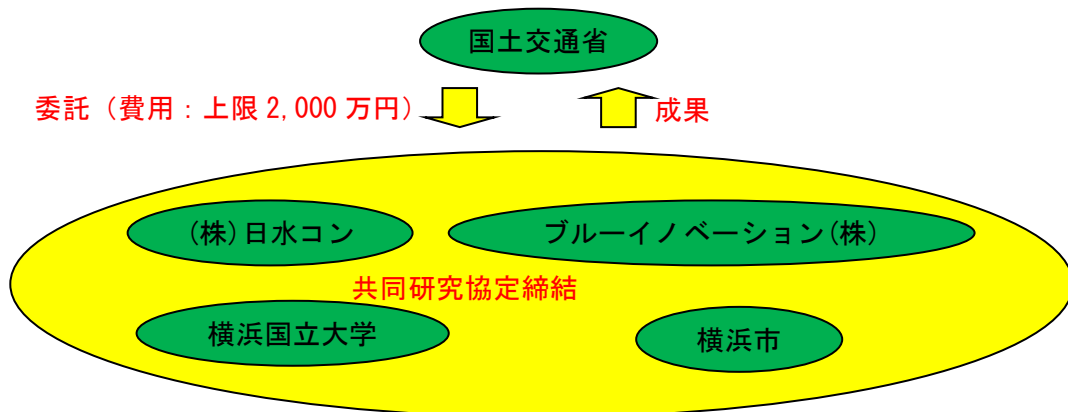 国土交通省
委託（費用：上限2,000万円）
成果
(株)日水コン
ブルーイノベーション(株)
共同研究協定締結
横浜国立大学
横浜市